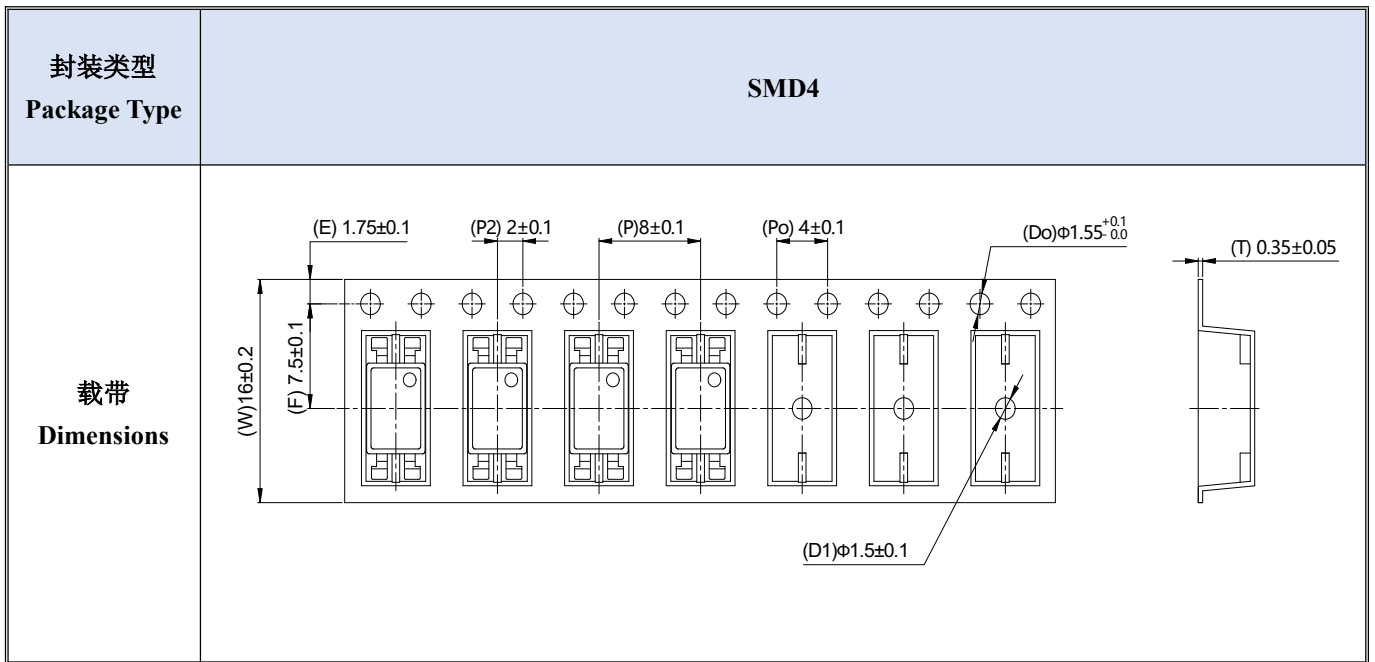 封装类型
Package Type
SMD4
载带
Dimensions
(E) 1.75±0.1
(P2) 2±0.1
(P)8±0.1
(Po) 4±0.1
(Do)Φ1.55+0.1
- 0.0
(T) 0.35±0.05
(W)16±0.2
(F) 7.5±0.1
(D1)Φ1.5±0.1